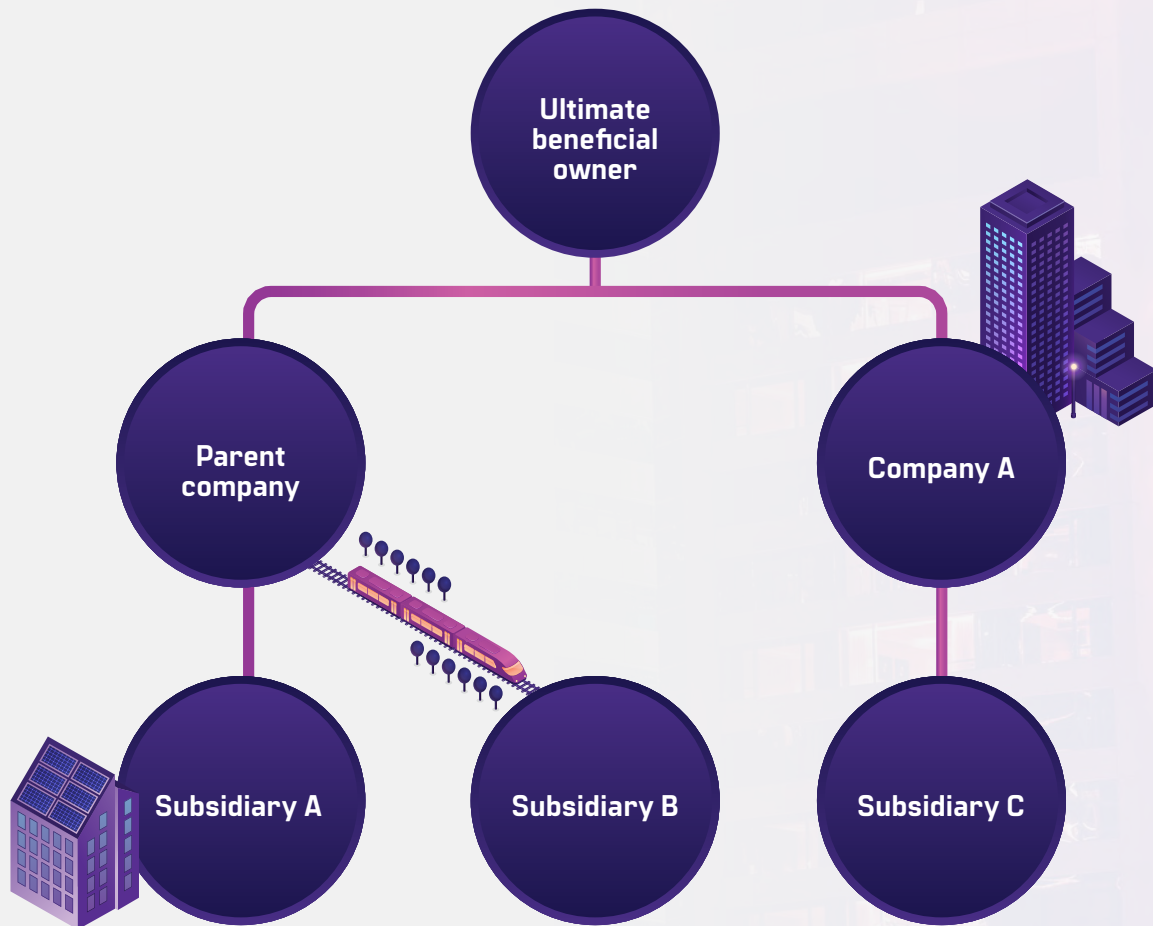 Ultimate
beneficial
owner
Parent
company
Company A
Subsidiary A
Subsidiary B
Subsidiary C